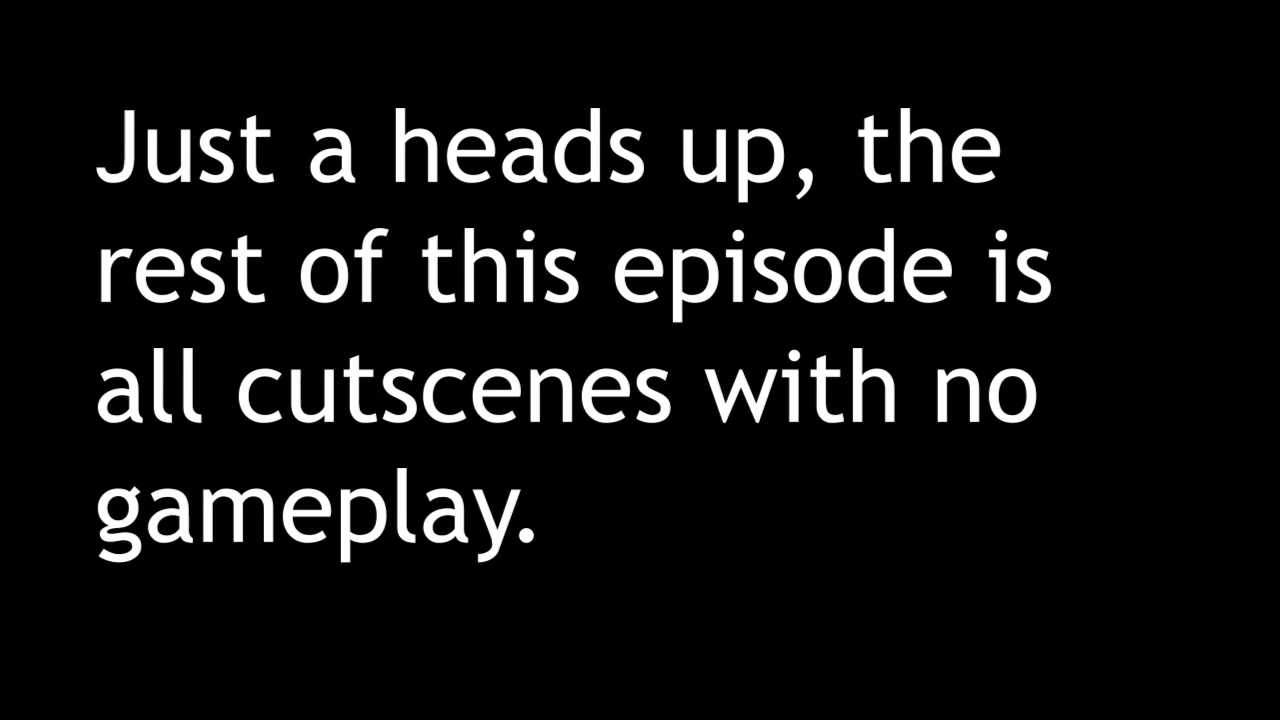 Just a heads up, the
rest of this episode is
all cutscenes with no
gameplay.